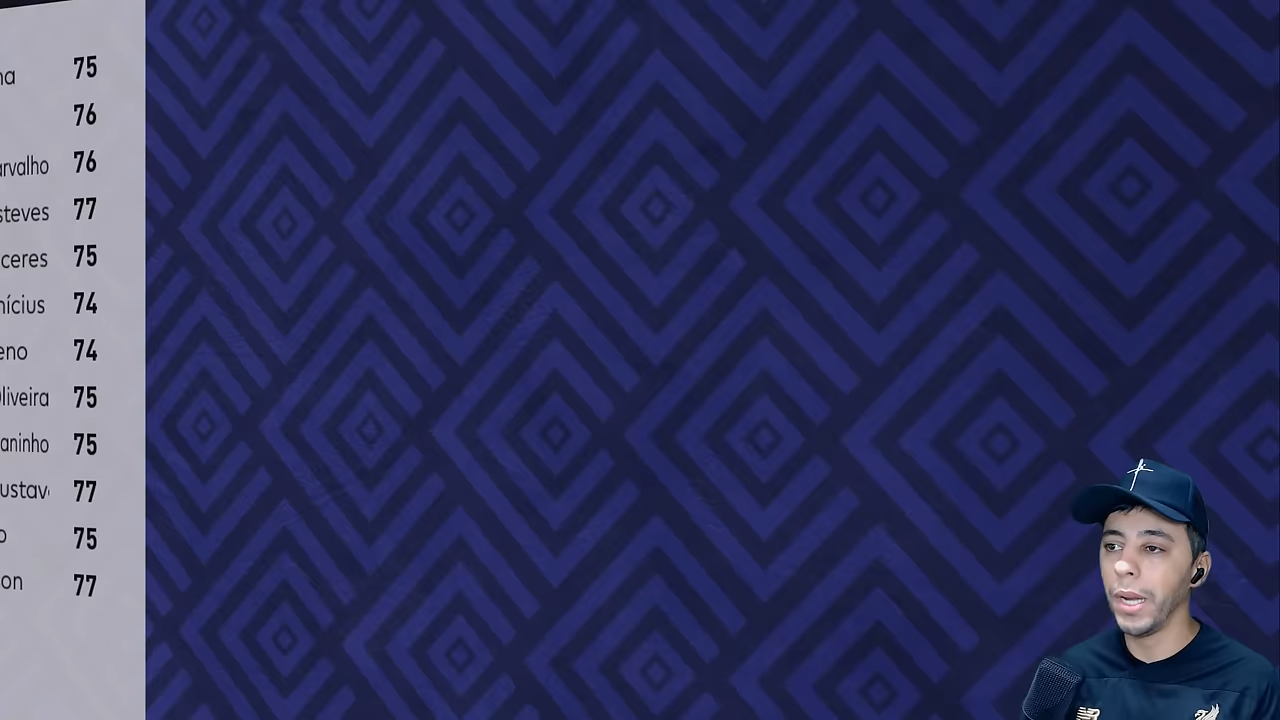 na 75
76
arvalho 76
steves 77
ceres 75
nícius 74
eno 74
liveira 75
aninho 75
ustav 77
o 75
on 77